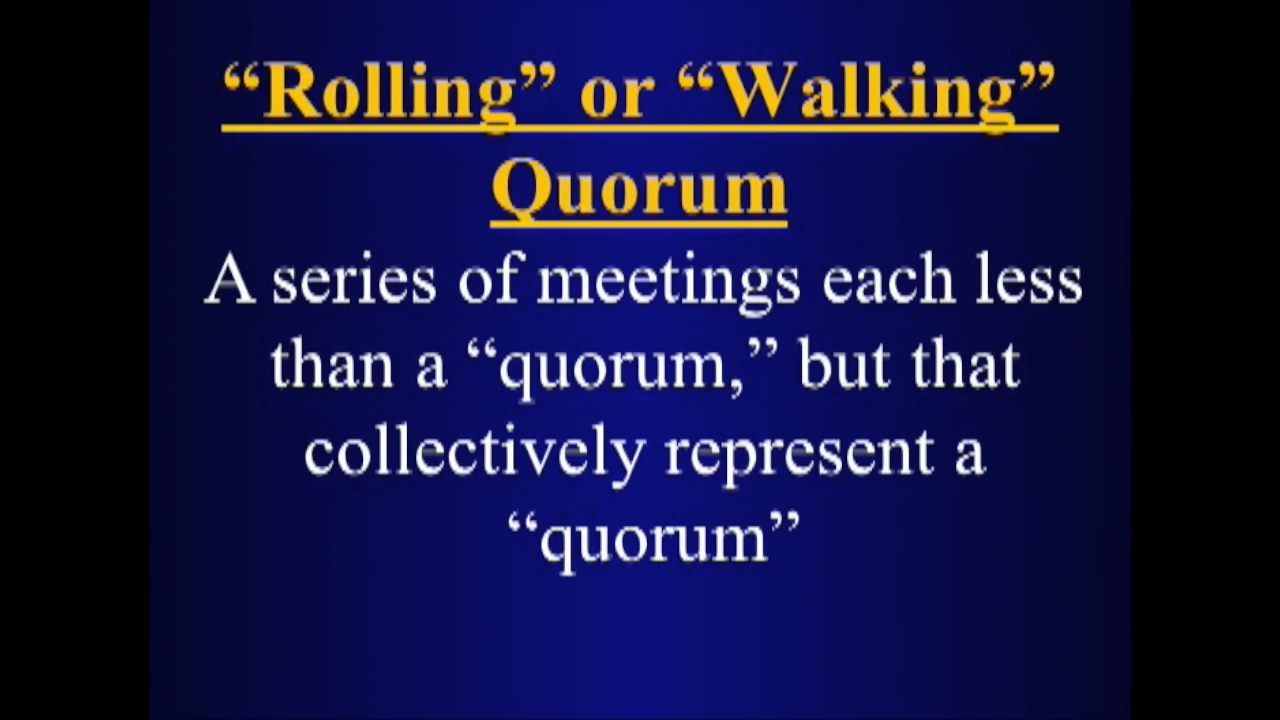 “Rolling” or “Walking”
Quorum
A series of meetings each less
than a “quorum,” but that
collectively represent a
“quorum”